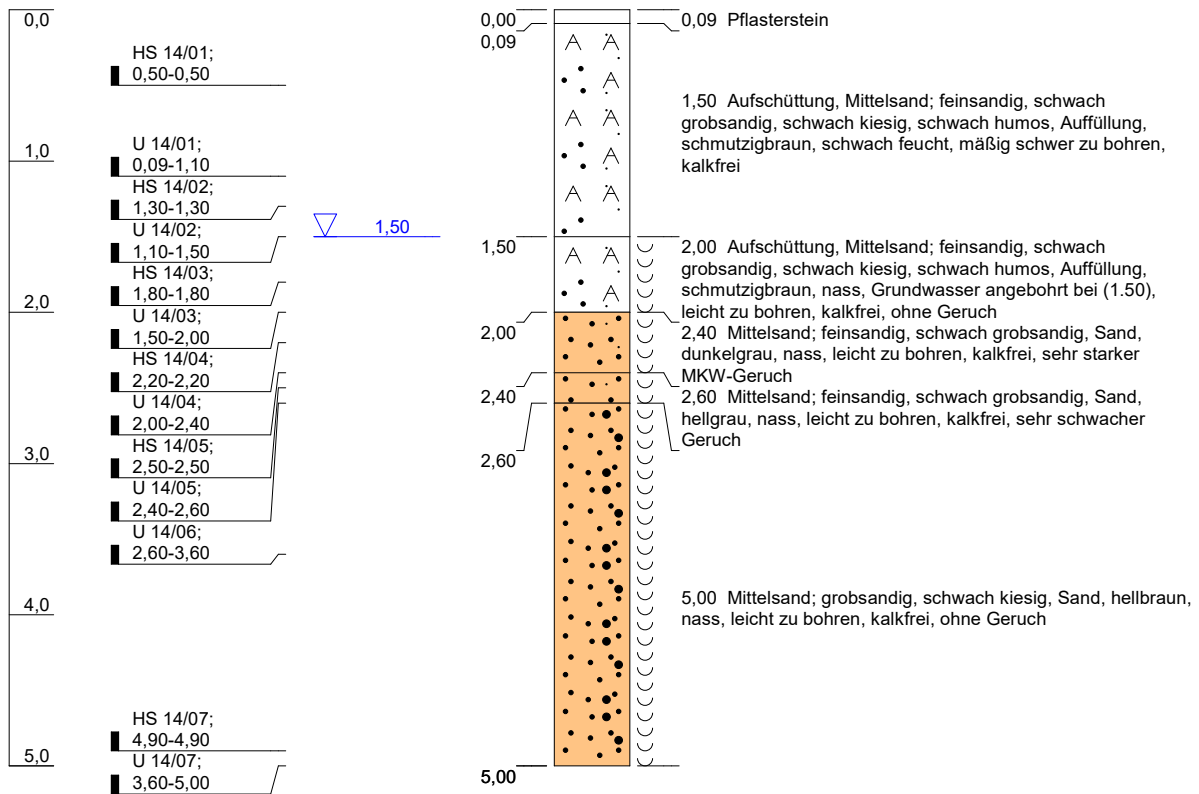 0,0
1,0
2,0
3,0
4,0
5,0
HS 14/01;
0,50-0,50
U 14/01;
0,09-1,10
HS 14/02;
1,30-1,30
U 14/02;
1,10-1,50
HS 14/03;
1,80-1,80
U 14/03;
1,50-2,00
HS 14/04;
2,20-2,20
U 14/04;
2,00-2,40
HS 14/05;
2,50-2,50
U 14/05;
2,40-2,60
U 14/06;
2,60-3,60
HS 14/07;
4,90-4,90
U 14/07;
3,60-5,00
1,50
0,00
0,09
1,50
2,00
2,40
2,60
5,00
0,09 Pflasterstein
1,50 Aufschüttung, Mittelsand; feinsandig, schwach
grobsandig, schwach kiesig, schwach humos, Auffüllung,
schmutzigbraun, schwach feucht, mäßig schwer zu bohren,
kalkfrei
2,00 Aufschüttung, Mittelsand; feinsandig, schwach
grobsandig, schwach kiesig, schwach humos, Auffüllung,
schmutzigbraun, nass, Grundwasser angebohrt bei (1.50),
leicht zu bohren, kalkfrei, ohne Geruch
2,40 Mittelsand; feinsandig, schwach grobsandig, Sand,
dunkelgrau, nass, leicht zu bohren, kalkfrei, sehr starker
MKW-Geruch
2,60 Mittelsand; feinsandig, schwach grobsandig, Sand,
hellgrau, nass, leicht zu bohren, kalkfrei, sehr schwacher
Geruch
5,00 Mittelsand; grobsandig, schwach kiesig, Sand, hellbraun,
nass, leicht zu bohren, kalkfrei, ohne Geruch